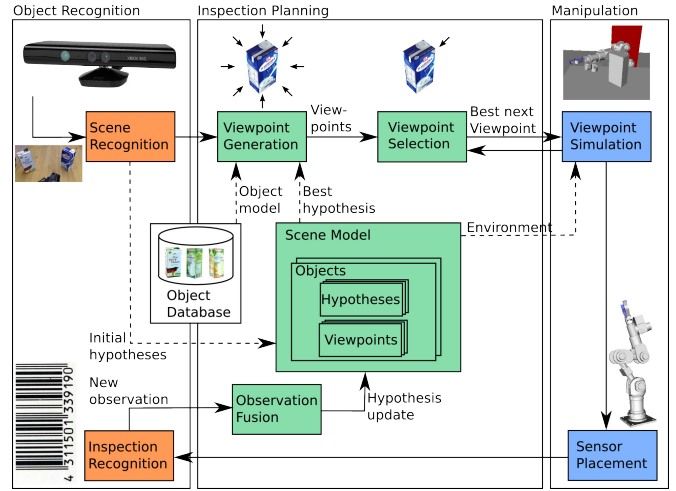 Object Recognition
Inspection Planning
Manipulation
XBOX 360
Scene
Recognition
Viewpoint
Generation
View-
points
Viewpoint
Selection
Best next
Viewpoint
Viewpoint
Simulation
Object
model
Best
hypothesis
Environment
Scene Model
Objects
Hypotheses
Viewpoints
Object
Database
Initial
hypotheses
New
observation
Observation
Fusion
Hypothesis
update
Inspection
Recognition
Sensor
Placement
4 311501 339190